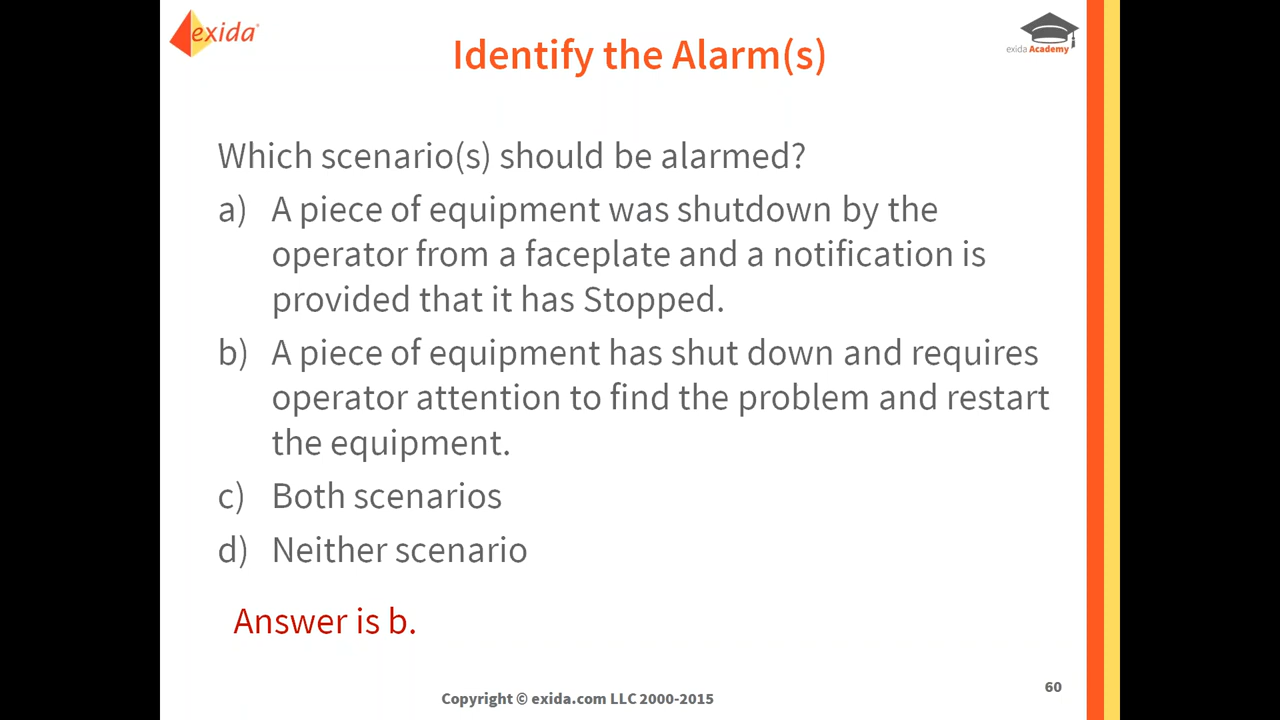 exida
exida Academy
Identify the Alarm(s)
Which scenario(s) should be alarmed?
a) A piece of equipment was shutdown by the
operator from a faceplate and a notification is
provided that it has Stopped.
b) A piece of equipment has shut down and requires
operator attention to find the problem and restart
the equipment.
c) Both scenarios
d) Neither scenario
Answer is b.
Copyright © exida.com LLC 2000-2015
60